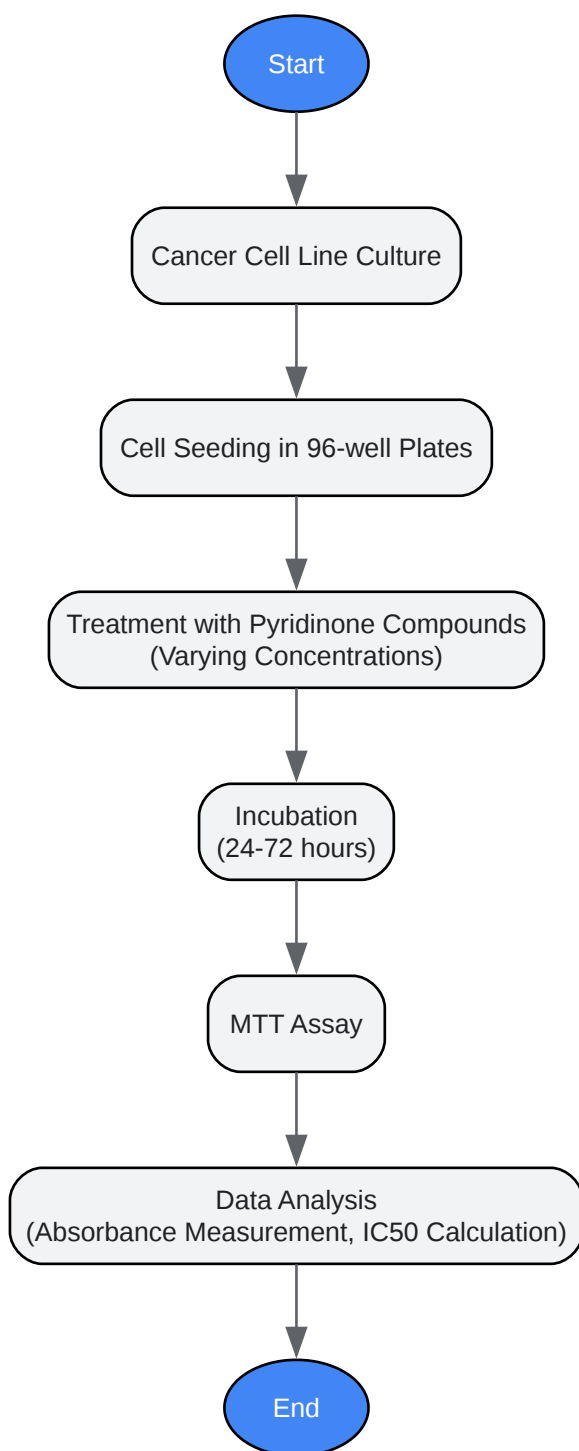 Start
Cancer Cell Line Culture
Cell Seeding in 96-well Plates
Treatment with Pyridinone Compounds
(Varying Concentrations)
Incubation
(24-72 hours)
MTT Assay
Data Analysis
(Absorbance Measurement, IC50 Calculation)
End